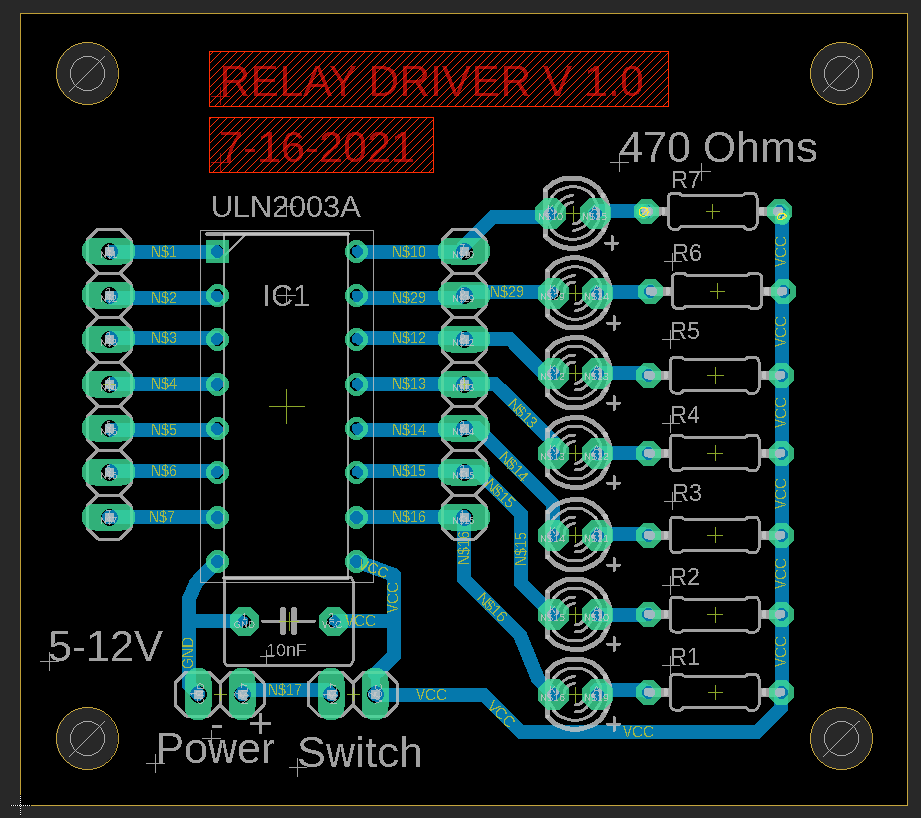 RELAY DRIVER V 1.0
7-16-2021
470 Ohms
ULN2003A
IC1
R7
R6
R5
R4
R3
R2
R1
N$1
N$2
N$3
N$4
N$5
N$6
N$7
N$10
N$29
N$12
N$13
N$14
N$15
N$16
N$29
N$13
N$14
N$15
N$15
N$16
N$16
VCC
VCC
VCC
VCC
VCC
VCC
VCC
VCC
VCC
GND
GND
VCC
10nF
5-12V
N$17
VCC
VCC
VCC
- +
Power
Switch